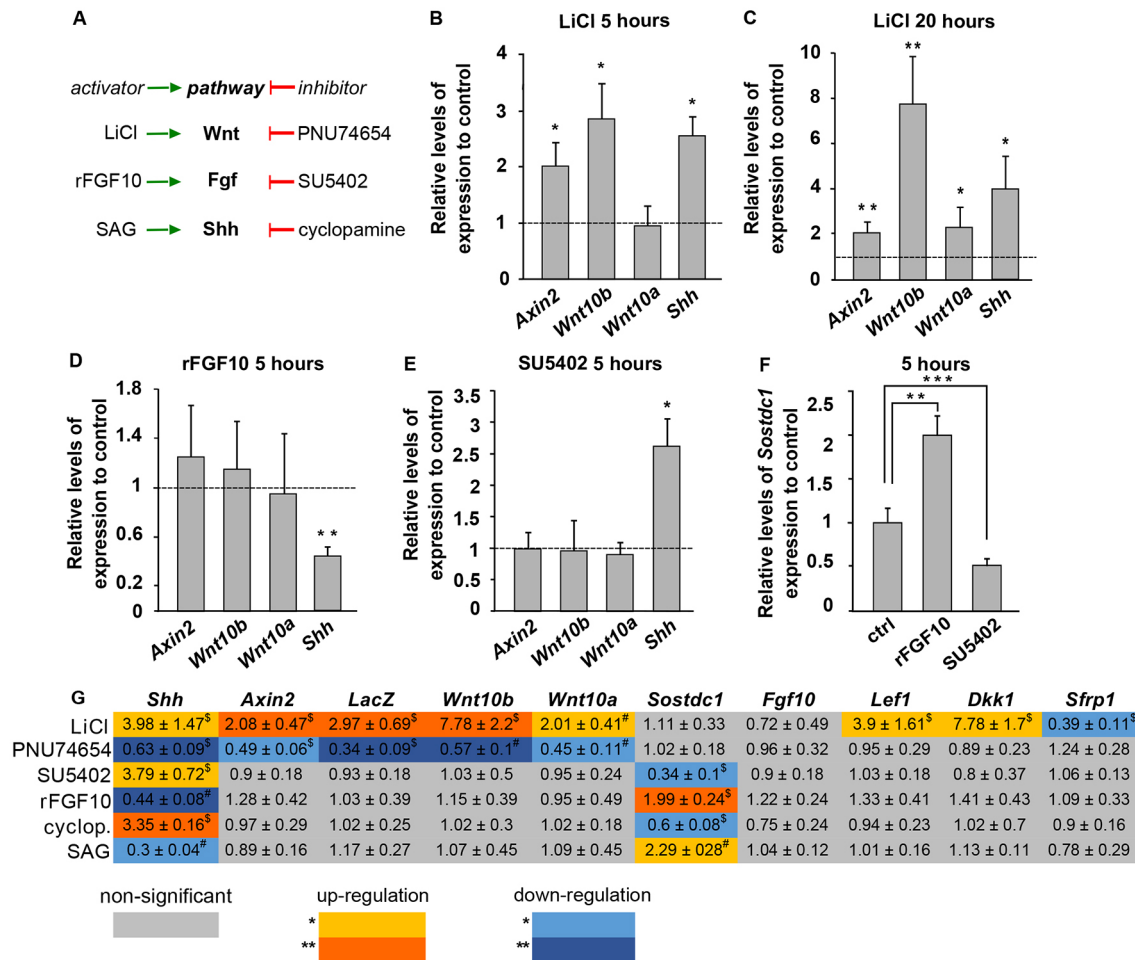 A
activator pathway inhibitor
LiCl Wnt PNU74654
rFGF10 Fgf SU5402
SAG Shh cyclopamine
B
LiCl 5 hours
Relative levels of
expression to control
4
3
2
1
0
*
*
*
Axin2
Wnt10b
Wnt10a
Shh
C
LiCl 20 hours
Relative levels of
expression to control
10
8
6
4
2
0
**
**
*
*
Axin2
Wnt10b
Wnt10a
Shh
D
rFGF10 5 hours
Relative levels of
expression to control
1.8
1.4
1
0.6
0.2
0
**
Axin2
Wnt10b
Wnt10a
Shh
E
SU5402 5 hours
Relative levels of
expression to control
3.5
3
2.5
1.5
1
0.5
0
*
Axin2
Wnt10b
Wnt10a
Shh
F
5 hours
Relative levels of Sostdc1
expression to control
2.5
2
1.5
1
0.5
0
***
**
ctrl
rFGF10
SU5402
G
Shh Axin2 LacZ Wnt10b Wnt10a Sostdc1 Fgf10 Lef1 Dkk1 Sfrp1
LiCl 3.98 ± 1.47$ 2.08 ± 0.47$ 2.97 ± 0.69$ 7.78 ± 2.2$ 2.01 ± 0.41# 1.11 ± 0.33 0.72 ± 0.49 3.9 ± 1.61$ 7.78 ± 1.7$ 0.39 ± 0.11$
PNU74654 0.63 ± 0.09$ 0.49 ± 0.06$ 0.34 ± 0.09$ 0.57 ± 0.1# 0.45 ± 0.11# 1.02 ± 0.18 0.96 ± 0.32 0.95 ± 0.29 0.89 ± 0.23 1.24 ± 0.28
SU5402 3.79 ± 0.72$ 0.9 ± 0.18 0.93 ± 0.18 1.03 ± 0.5 0.95 ± 0.24 0.34 ± 0.1$ 0.9 ± 0.18 1.03 ± 0.18 0.8 ± 0.37 1.06 ± 0.13
rFGF10 0.44 ± 0.08# 1.28 ± 0.42 1.03 ± 0.39 1.15 ± 0.39 0.95 ± 0.49 1.99 ± 0.24$ 1.22 ± 0.24 1.33 ± 0.41 1.41 ± 0.43 1.09 ± 0.33
cyclop. 3.35 ± 0.16$ 0.97 ± 0.29 1.02 ± 0.25 1.02 ± 0.3 1.02 ± 0.18 0.6 ± 0.08$ 0.75 ± 0.24 0.94 ± 0.23 1.02 ± 0.7 0.9 ± 0.16
SAG 0.3 ± 0.04# 0.89 ± 0.16 1.17 ± 0.27 1.07 ± 0.45 1.09 ± 0.45 2.29 ± 028# 1.04 ± 0.12 1.01 ± 0.16 1.13 ± 0.11 0.78 ± 0.29
non-significant up-regulation down-regulation
* *
** **